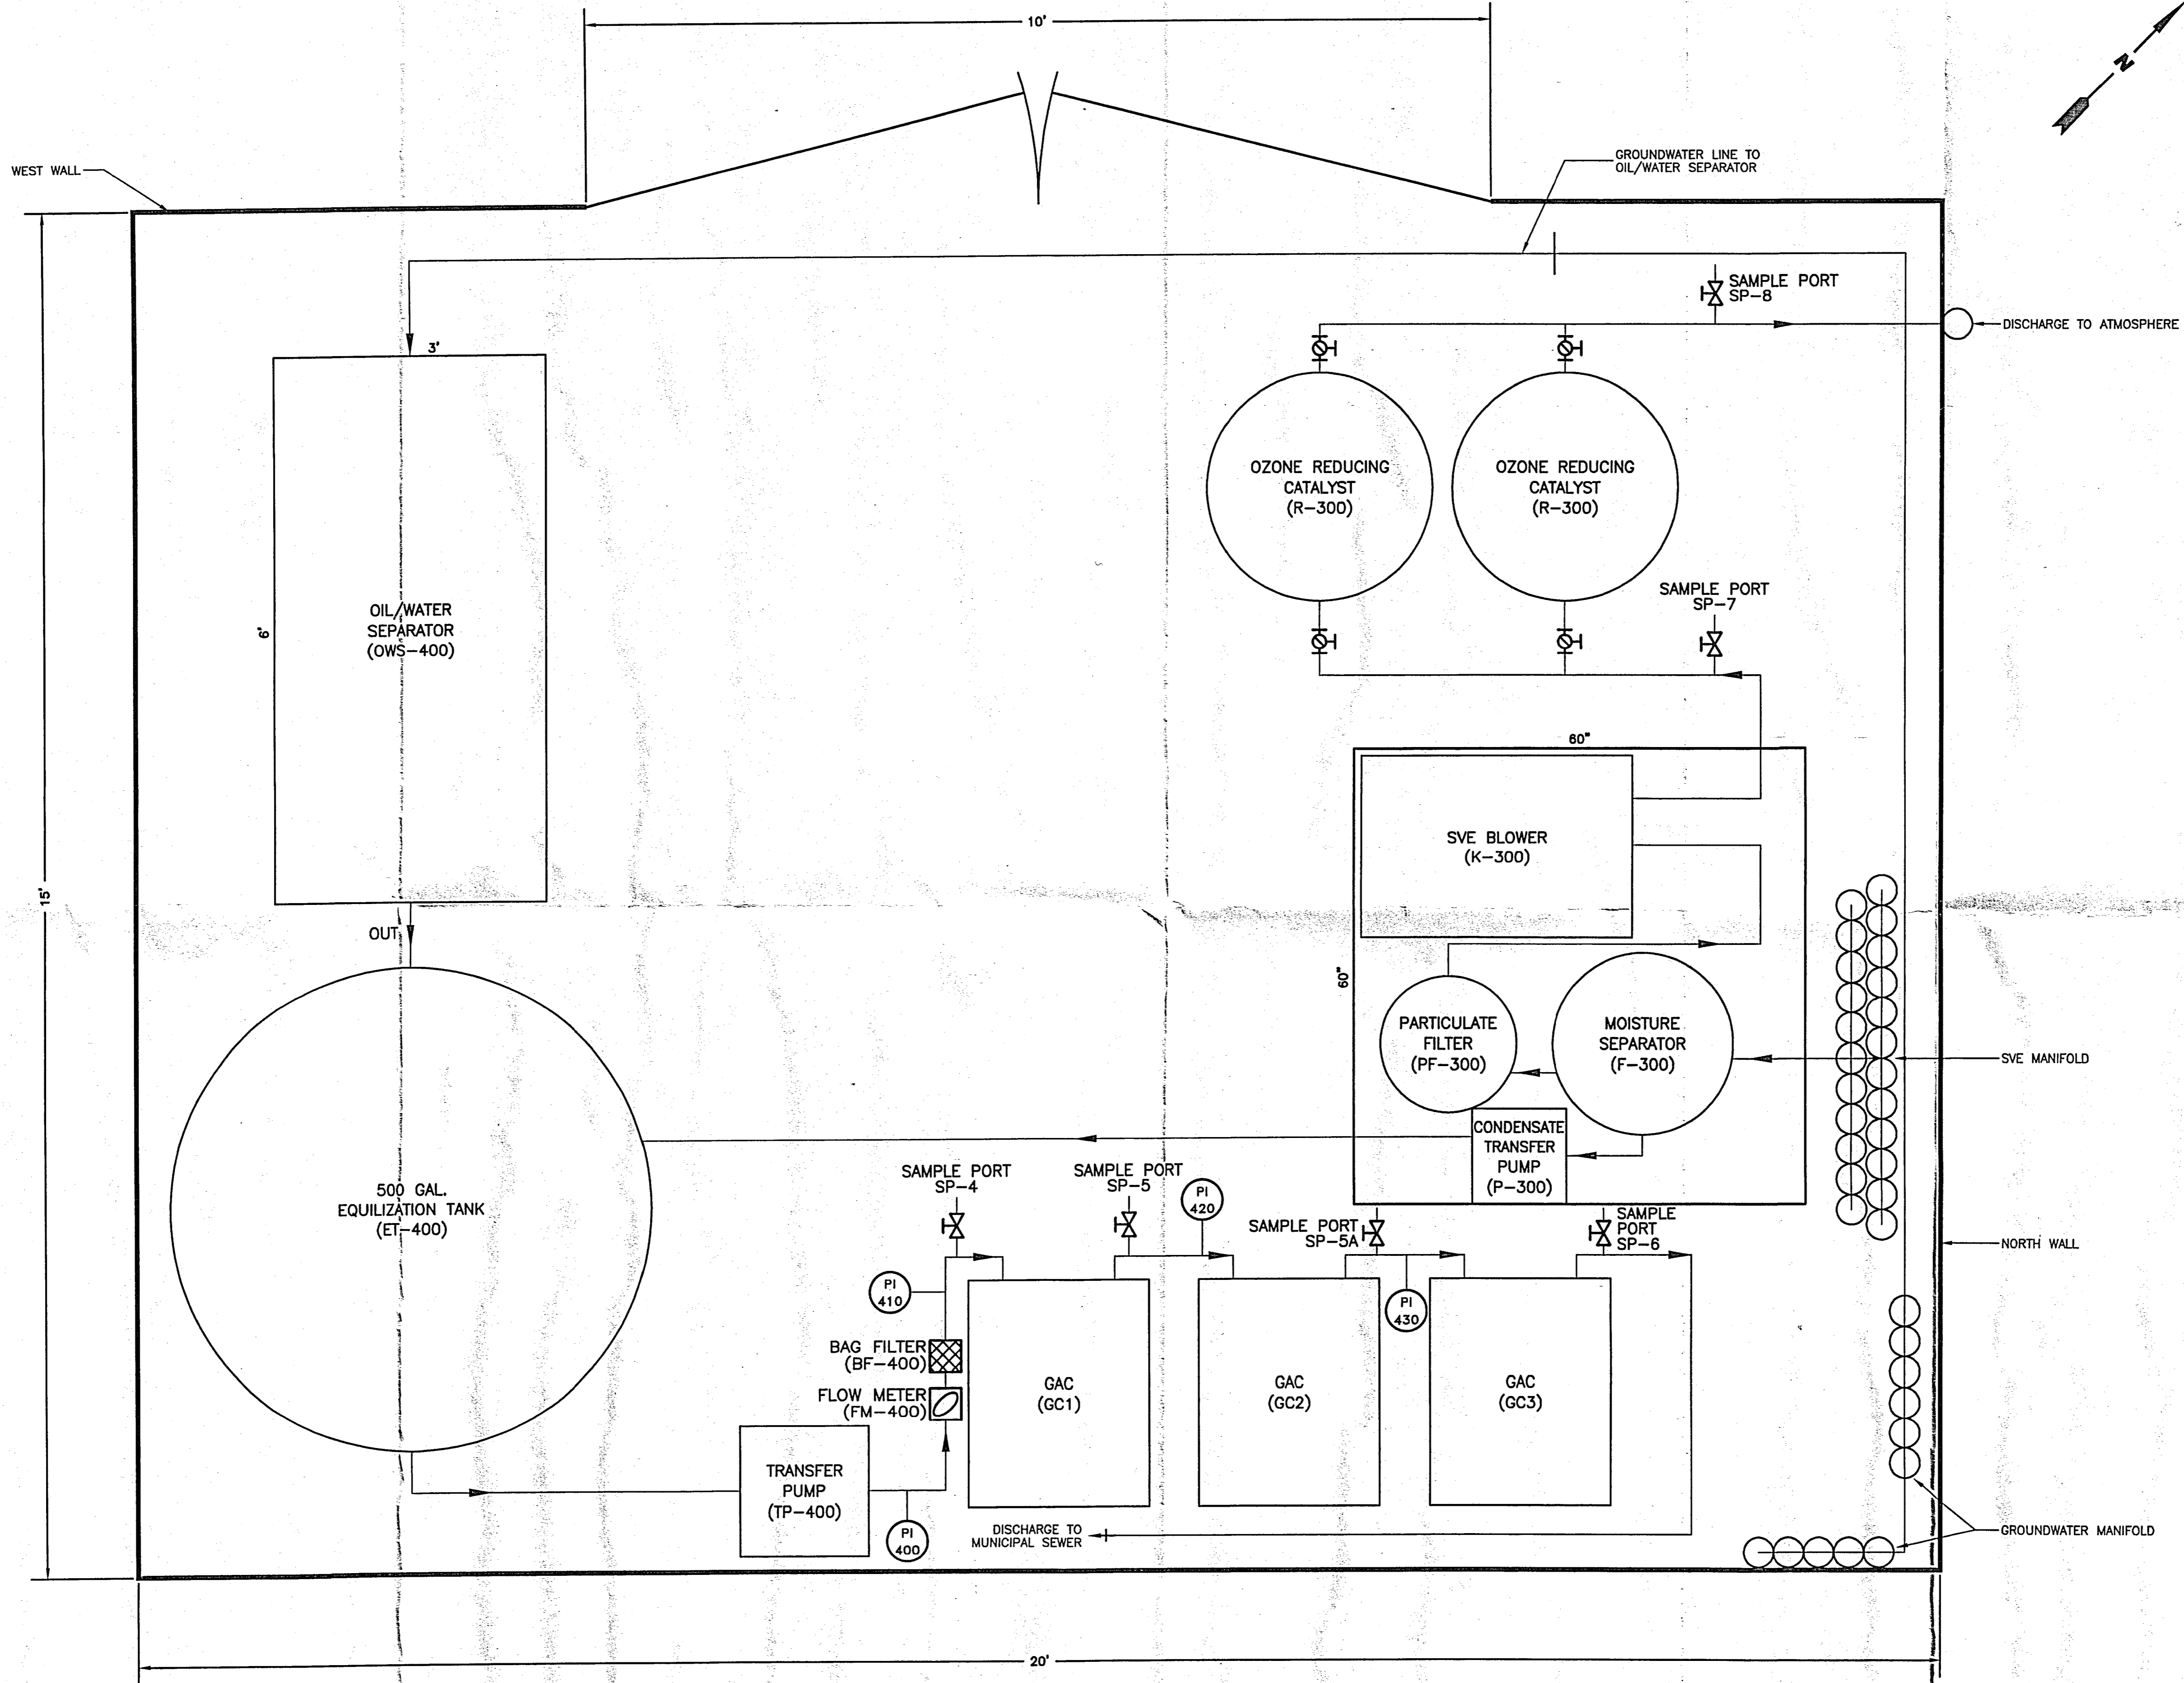 10'
N
WEST WALL
GROUNDWATER LINE TO
OIL/WATER SEPARATOR
SAMPLE PORT
SP-8
DISCHARGE TO ATMOSPHERE
3'
OZONE REDUCING
CATALYST
(R-300)
OZONE REDUCING
CATALYST
(R-300)
SAMPLE PORT
SP-7
6'
OIL/WATER
SEPARATOR
(OWS-400)
60"
SVE BLOWER
(K-300)
15'
OUT
60"
PARTICULATE
FILTER
(PF-300)
MOISTURE
SEPARATOR
(F-300)
SVE MANIFOLD
CONDENSATE
TRANSFER
PUMP
(P-300)
500 GAL.
EQUILIZATION TANK
(ET-400)
SAMPLE PORT
SP-4
SAMPLE PORT
SP-5
PI
420
SAMPLE PORT
SP-5A
SAMPLE
PORT
SP-6
NORTH WALL
PI
410
PI
430
BAG FILTER
(BF-400)
FLOW METER
(FM-400)
GAC
(GC1)
GAC
(GC2)
GAC
(GC3)
TRANSFER
PUMP
(TP-400)
PI
400
DISCHARGE TO
MUNICIPAL SEWER
GROUNDWATER MANIFOLD
20'